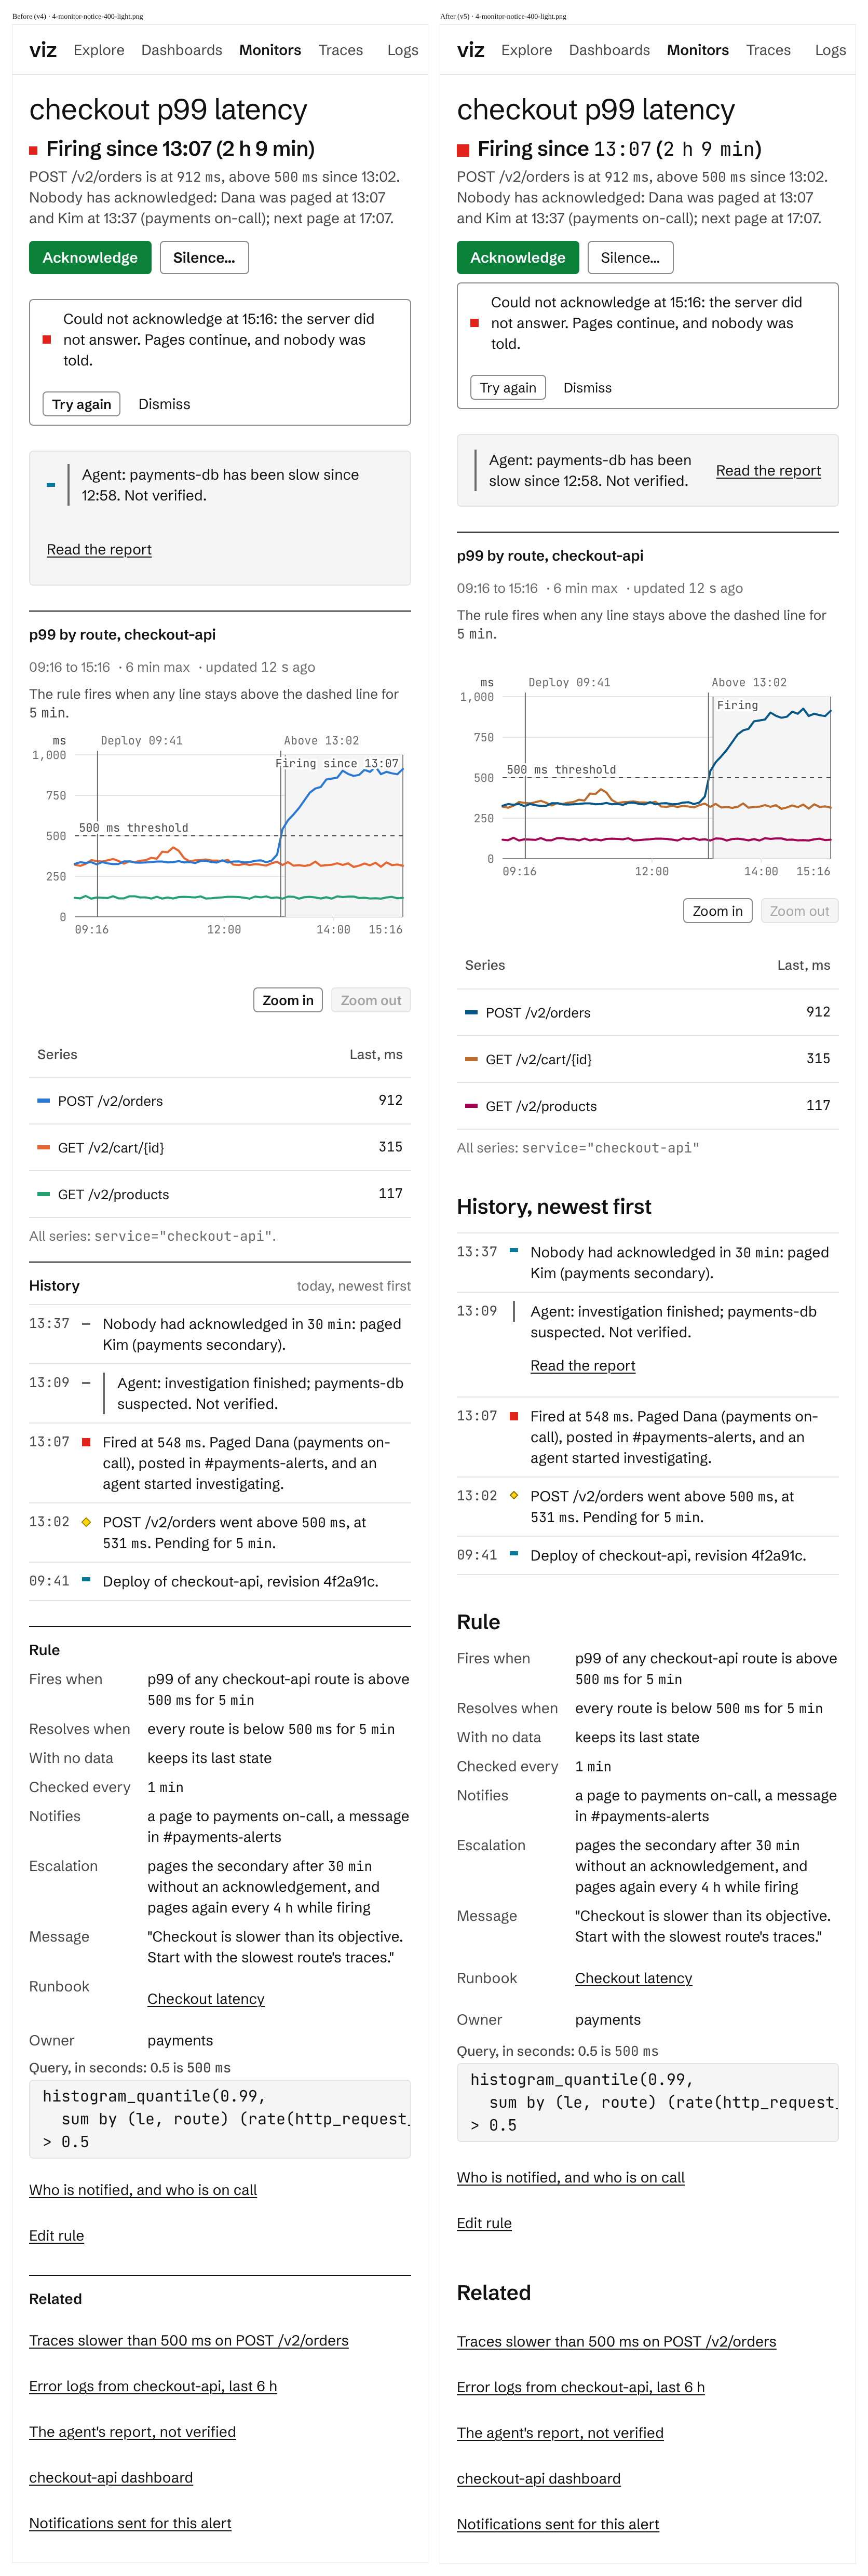 Before (v4) · 4-monitor-notice-400-light.png
viz Explore Dashboards Monitors Traces Logs
checkout p99 latency
Firing since 13:07 (2 h 9 min)
POST /v2/orders is at 912 ms, above 500 ms since 13:02.
Nobody has acknowledged: Dana was paged at 13:07
and Kim at 13:37 (payments on-call); next page at 17:07.
Acknowledge Silence...
Could not acknowledge at 15:16: the server did
not answer. Pages continue, and nobody was
told.
Try again Dismiss
Agent: payments-db has been slow since
12:58. Not verified.
Read the report
p99 by route, checkout-api
09:16 to 15:16 · 6 min max · updated 12 s ago
The rule fires when any line stays above the dashed line for
5 min.
ms Deploy 09:41 Above 13:02
1,000
Firing since 13:07
750
500 ms threshold
500
250
0
09:16 12:00 14:00 15:16
Zoom in Zoom out
Series Last, ms
POST /v2/orders 912
GET /v2/cart/{id} 315
GET /v2/products 117
All series: service="checkout-api".
History today, newest first
13:37 Nobody had acknowledged in 30 min: paged
Kim (payments secondary).
13:09 Agent: investigation finished; payments-db
suspected. Not verified.
13:07 Fired at 548 ms. Paged Dana (payments on-
call), posted in #payments-alerts, and an
agent started investigating.
13:02 POST /v2/orders went above 500 ms, at
531 ms. Pending for 5 min.
09:41 Deploy of checkout-api, revision 4f2a91c.
Rule
Fires when p99 of any checkout-api route is above
500 ms for 5 min
Resolves when every route is below 500 ms for 5 min
With no data keeps its last state
Checked every 1 min
Notifies a page to payments on-call, a message
in #payments-alerts
Escalation pages the secondary after 30 min
without an acknowledgement, and
pages again every 4 h while firing
Message "Checkout is slower than its objective.
Start with the slowest route's traces."
Runbook Checkout latency
Owner payments
Query, in seconds: 0.5 is 500 ms
histogram_quantile(0.99,
sum by (le, route) (rate(http_request_
> 0.5
Who is notified, and who is on call
Edit rule
Related
Traces slower than 500 ms on POST /v2/orders
Error logs from checkout-api, last 6 h
The agent's report, not verified
checkout-api dashboard
Notifications sent for this alert
After (v5) · 4-monitor-notice-400-light.png
viz Explore Dashboards Monitors Traces Logs
checkout p99 latency
Firing since 13:07 (2 h 9 min)
POST /v2/orders is at 912 ms, above 500 ms since 13:02.
Nobody has acknowledged: Dana was paged at 13:07
and Kim at 13:37 (payments on-call); next page at 17:07.
Acknowledge Silence...
Could not acknowledge at 15:16: the server did
not answer. Pages continue, and nobody was
told.
Try again Dismiss
Agent: payments-db has been
slow since 12:58. Not verified.
Read the report
p99 by route, checkout-api
09:16 to 15:16 · 6 min max · updated 12 s ago
The rule fires when any line stays above the dashed line for
5 min.
ms Deploy 09:41 Above 13:02
1,000
Firing
750
500 ms threshold
500
250
0
09:16 12:00 14:00 15:16
Zoom in Zoom out
Series Last, ms
POST /v2/orders 912
GET /v2/cart/{id} 315
GET /v2/products 117
All series: service="checkout-api"
History, newest first
13:37 Nobody had acknowledged in 30 min: paged
Kim (payments secondary).
13:09 Agent: investigation finished; payments-db
suspected. Not verified.
Read the report
13:07 Fired at 548 ms. Paged Dana (payments on-
call), posted in #payments-alerts, and an
agent started investigating.
13:02 POST /v2/orders went above 500 ms, at
531 ms. Pending for 5 min.
09:41 Deploy of checkout-api, revision 4f2a91c.
Rule
Fires when p99 of any checkout-api route is above
500 ms for 5 min
Resolves when every route is below 500 ms for 5 min
With no data keeps its last state
Checked every 1 min
Notifies a page to payments on-call, a message
in #payments-alerts
Escalation pages the secondary after 30 min
without an acknowledgement, and
pages again every 4 h while firing
Message "Checkout is slower than its objective.
Start with the slowest route's traces."
Runbook Checkout latency
Owner payments
Query, in seconds: 0.5 is 500 ms
histogram_quantile(0.99,
sum by (le, route) (rate(http_request_
> 0.5
Who is notified, and who is on call
Edit rule
Related
Traces slower than 500 ms on POST /v2/orders
Error logs from checkout-api, last 6 h
The agent's report, not verified
checkout-api dashboard
Notifications sent for this alert